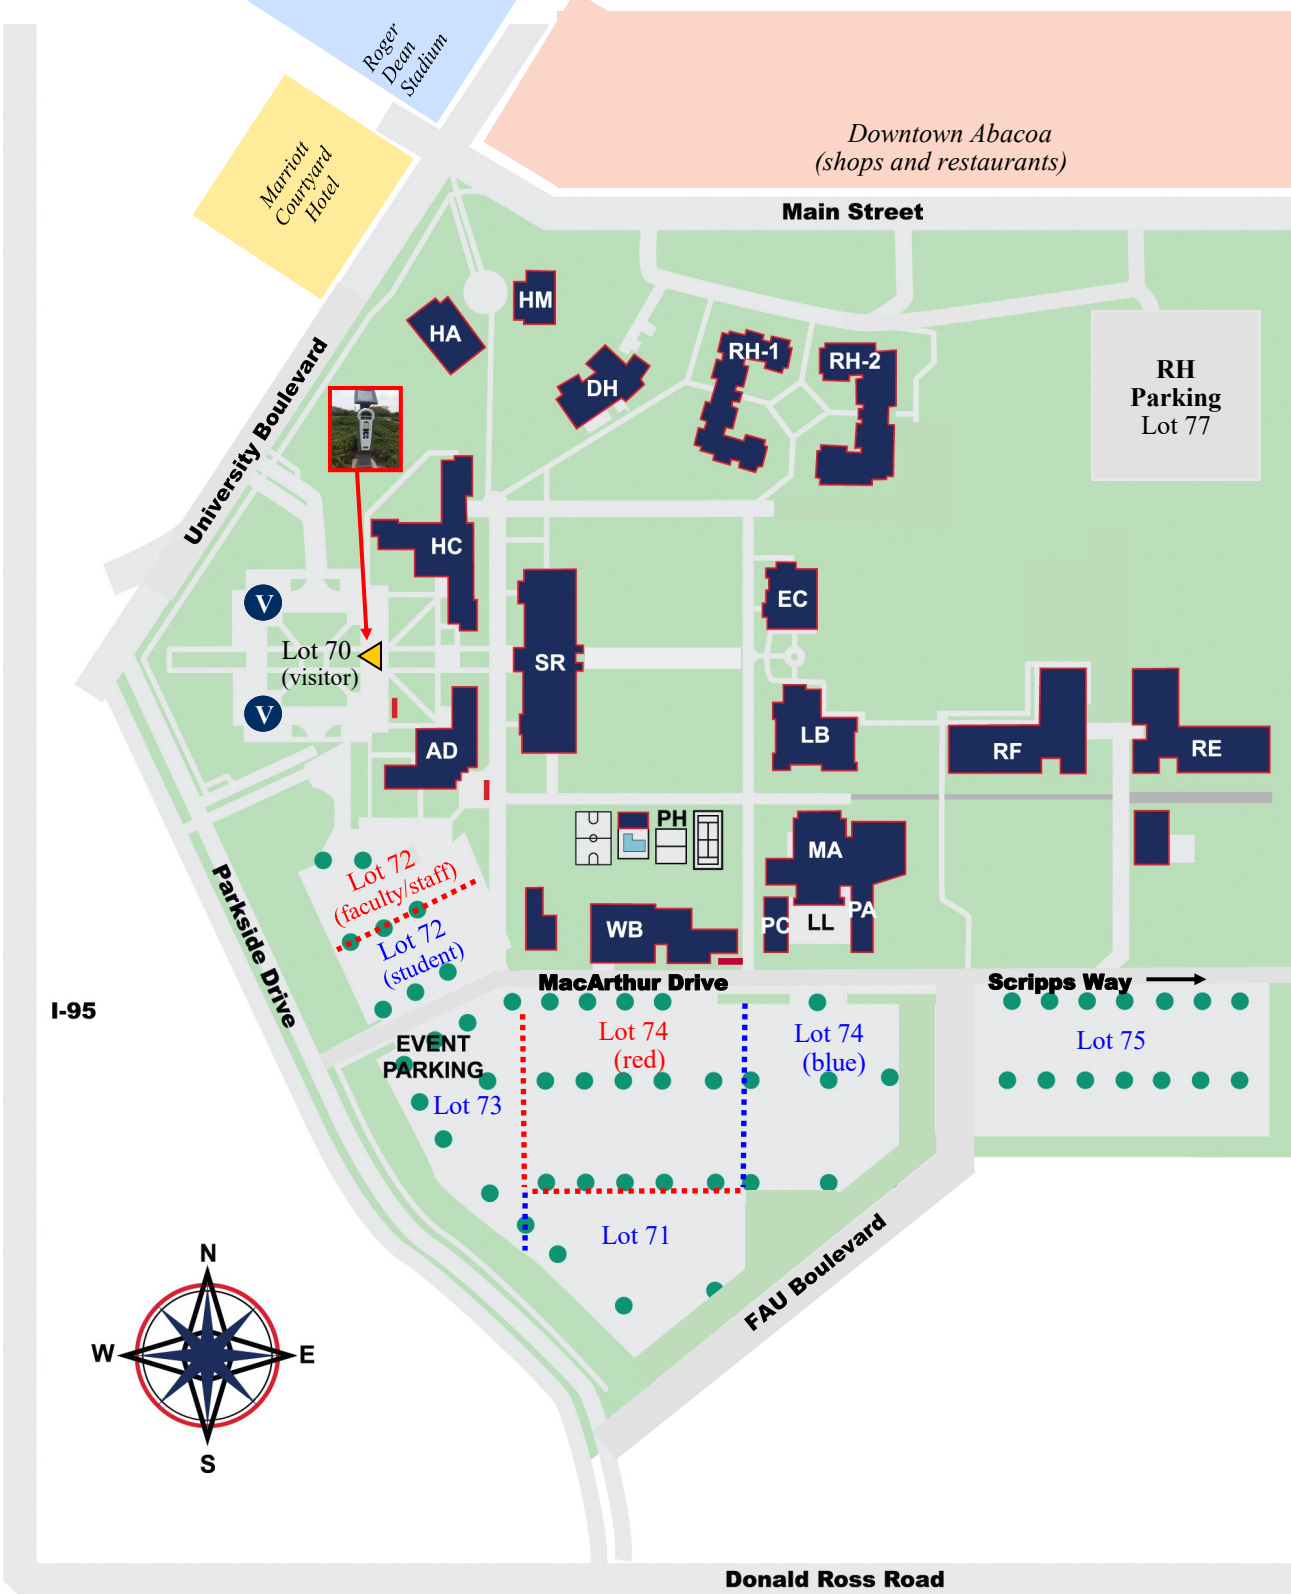 Roger
Dean
Stadium
Marriott
Courtyard
Hotel
Downtown Abacoa
(shops and restaurants)
Main Street
HM
HA
RH-1
RH-2
DH
RH
Parking
Lot 77
University Boulevard
HC
EC
V
Lot 70
(visitor)
SR
V
AD
LB
RF
RE
PH
MA
Lot 72
(faculty/staff)
Lot 72
(student)
WB
PC
LL
PA
Parkside Drive
MacArthur Drive
Scripps Way
I-95
EVENT
PARKING
Lot 73
Lot 74
(red)
Lot 74
(blue)
Lot 75
Lot 71
FAU Boulevard
N
W
E
S
Donald Ross Road